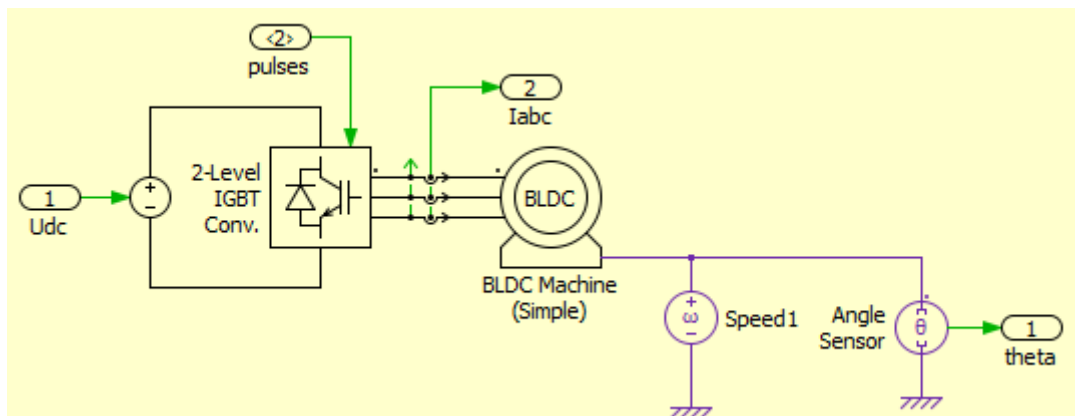 <2>
pulses
2
Iabc
2-Level
IGBT
Conv.
+
−
1
Udc
BLDC
BLDC Machine
(Simple)
+
ω
−
Speed1
Angle
Sensor
θ
1
theta